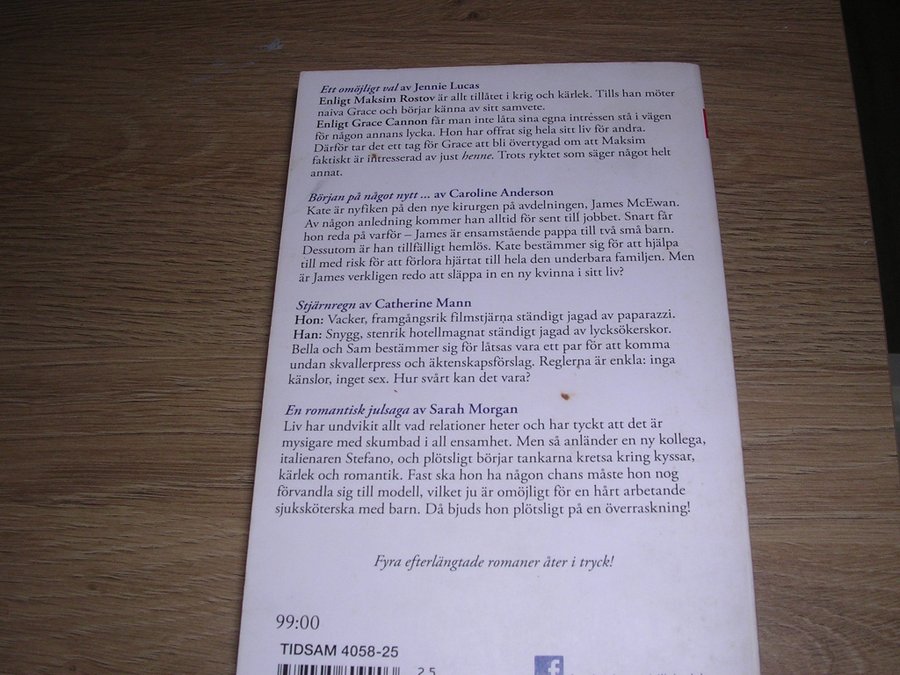 Ett omöjligt val av Jennie Lucas
Enligt Maksim Rostov är allt tillåtet i krig och kärlek. Tills han möter
naiva Grace och börjar känna av sitt samvete.
Enligt Grace Cannon får man inte låta sina egna intressen stå i vägen
för någon annans lycka. Hon har offrat sig hela sitt liv för andra.
Därför tar det ett tag för Grace att bli övertygad om att Maksim
faktiskt är intresserad av just henne. Trots ryktet som säger något helt
annat.
Början på något nytt ... av Caroline Anderson
Kate är nyfiken på den nye kirurgen på avdelningen, James McEwan.
Av någon anledning kommer han alltid för sent till jobbet. Snart får
hon reda på varför – James är ensamstående pappa till två små barn.
Dessutom är han tillfälligt hemlös. Kate bestämmer sig för att hjälpa
till med risk för att förlora hjärtat till hela den underbara familjen. Men
är James verkligen redo att släppa in en ny kvinna i sitt liv?
Stjärnregn av Catherine Mann
Hon: Vacker, framgångsrik filmstjärna ständigt jagad av paparazzi.
Han: Snygg, stenrik hotellmagnat ständigt jagad av lycksökerskor.
Bella och Sam bestämmer sig för låtsas vara ett par för att komma
undan skvallerpress och äktenskapsförslag. Reglerna är enkla: inga
känslor, inget sex. Hur svårt kan det vara?
En romantisk julsaga av Sarah Morgan
Liv har undvikit allt vad relationer heter och har tyckt att det är
mysigare med skumbad i all ensamhet. Men så anländer en ny kollega,
italienaren Stefano, och plötsligt börjar tankarna kretsa kring kyssar,
kärlek och romantik. Fast ska hon ha någon chans måste hon nog
förvandla sig till modell, vilket ju är omöjligt för en hårt arbetande
sjuksköterska med barn. Då bjuds hon plötsligt på en överraskning!
Fyra efterlängtade romaner åter i tryck!
99:00
TIDSAM 4058-25
25